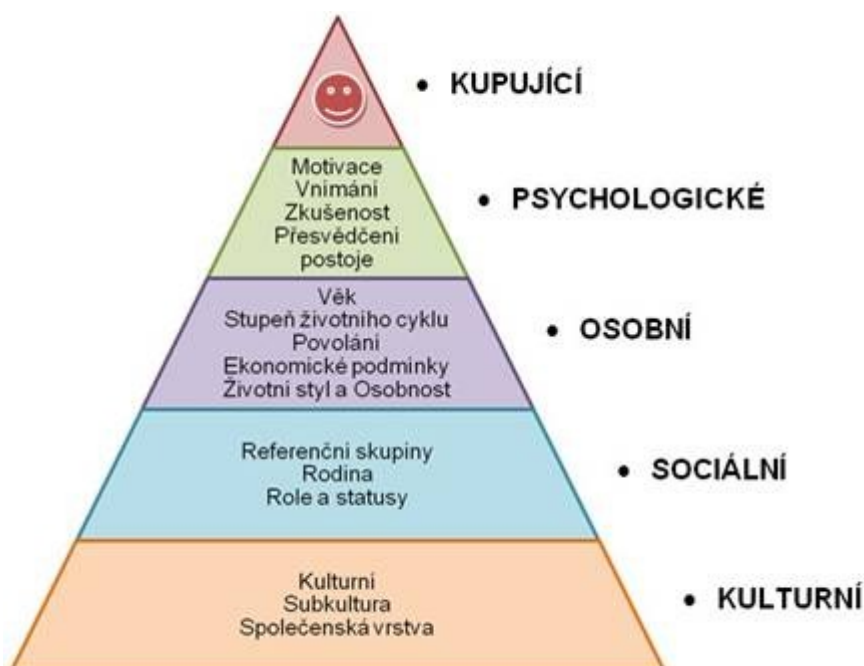 • KUPUJÍCÍ
Motivace
Vnímání
Zkušenost
Přesvědčení
postoje
• PSYCHOLOGICKÉ
Věk
Stupeň životního cyklu
Povolání
Ekonomické podmínky
Životní styl a Osobnost
• OSOBNÍ
Referenční skupiny
Rodina
Role a statusy
• SOCIÁLNÍ
Kulturní
Subkultura
Společenská vrstva
• KULTURNÍ